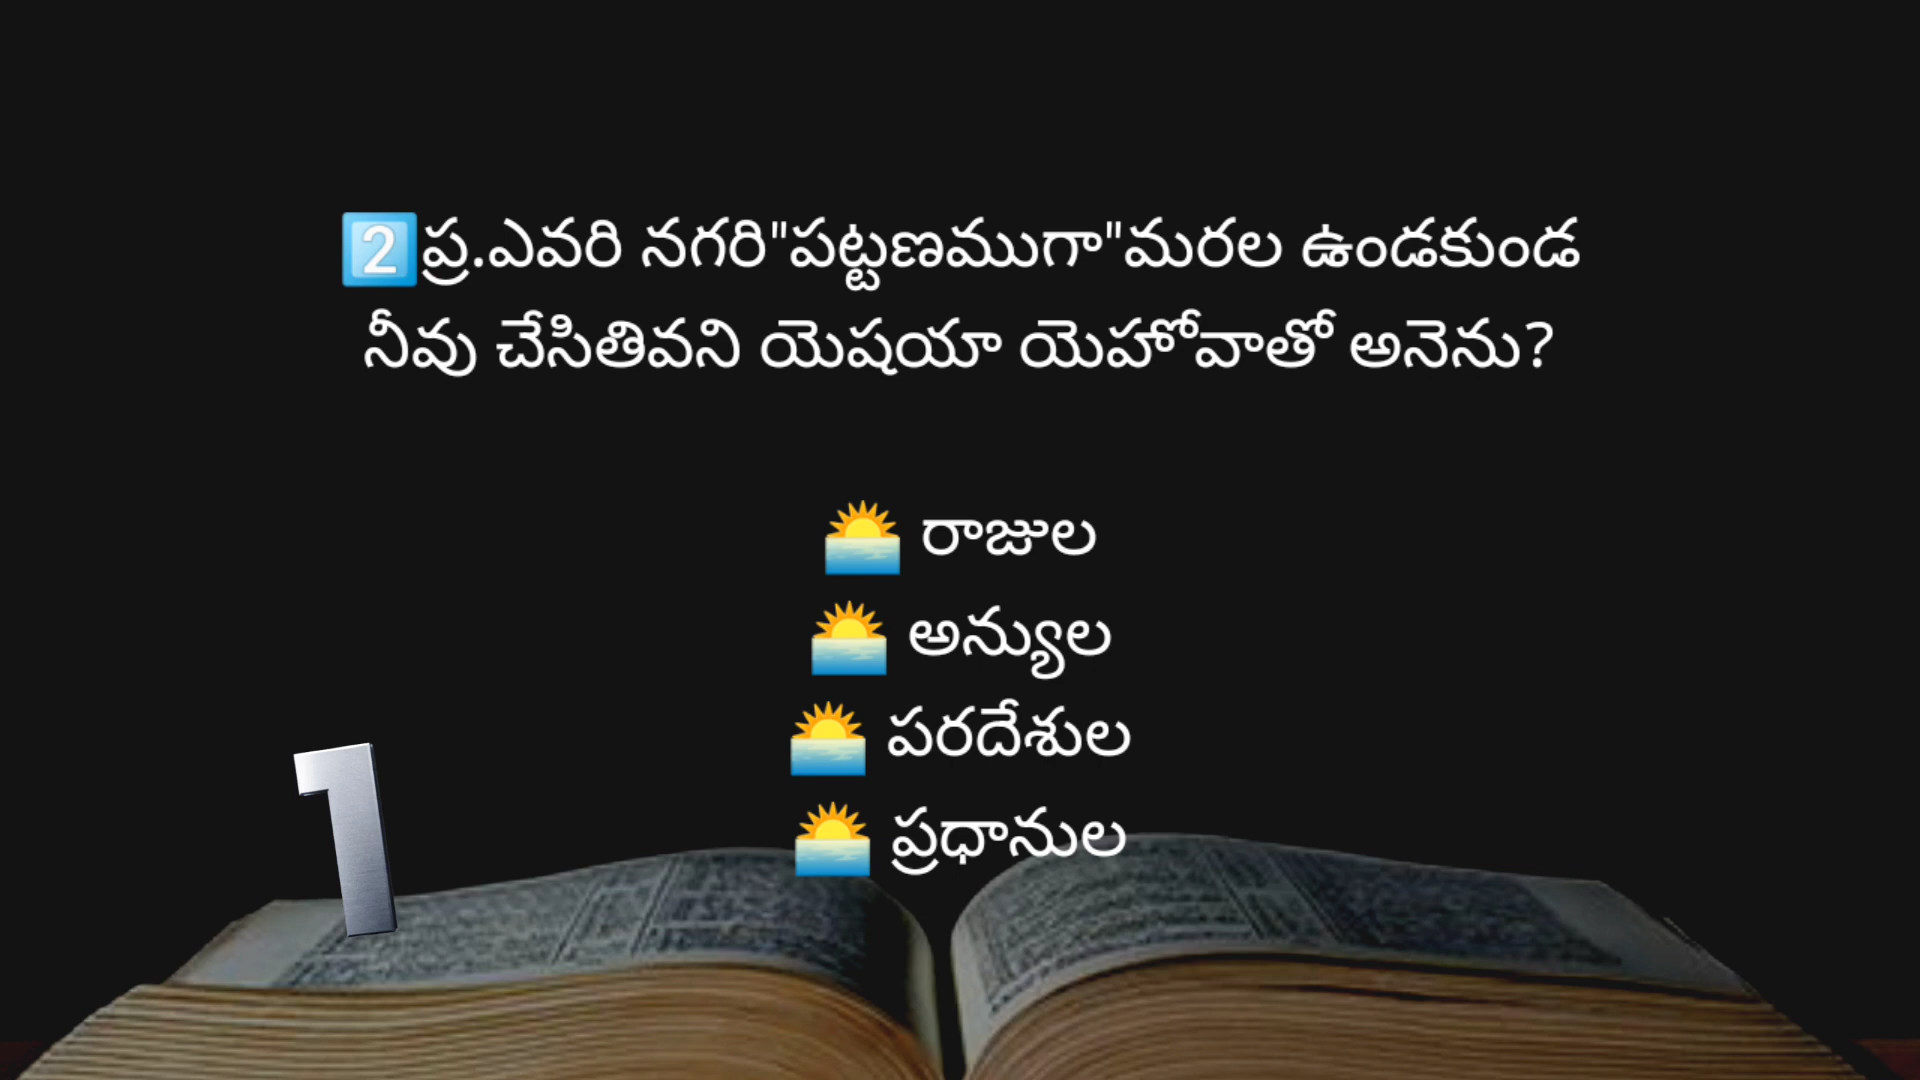 2️⃣ప్ర.ఎవరి నగరి"పట్టణముగా"మరల ఉండకుండ
నీవు చేసితివని యెషయా యెహోవాతో అనెను?
🌅 రాజుల
🌅 అన్యుల
🌅 పరదేశుల
🌅 ప్రధానుల
1